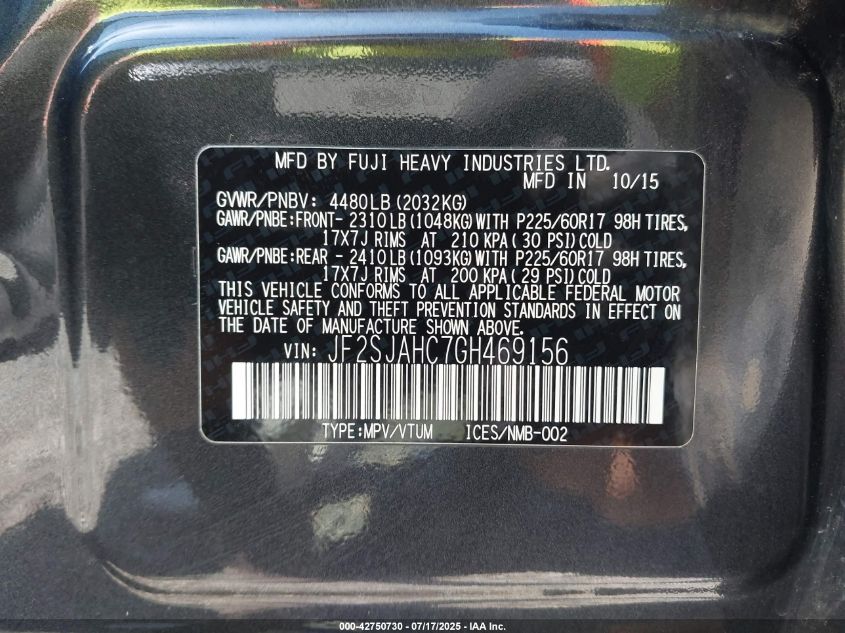 MFD BY FUJI HEAVY INDUSTRIES LTD.
MFD IN 10/15
GVWR/PNBV: 4480LB(2032KG)
GAWR/PNBE:FRONT- 2310LB(1048KG)WITH P225/60R17 98H TIRES,
17X7J RIMS AT 210 KPA( 30 PSI)COLD
GAWR/PNBE:REAR - 2410LB(1093KG)WITH P225/60R17 98H TIRES,
17X7J RIMS AT 200 KPA( 29 PSI)COLD
THIS VEHICLE CONFORMS TO ALL APPLICABLE FEDERAL MOTOR
VEHICLE SAFETY AND THEFT PREVENTION STANDARDS IN EFFECT ON
THE DATE OF MANUFACTURE SHOWN ABOVE.
VIN: JF2SJAHC7GH469156
TYPE:MPV/VTUM ICES/NMB-002
000-42750730 - 07/17/2025 - IAA Inc.